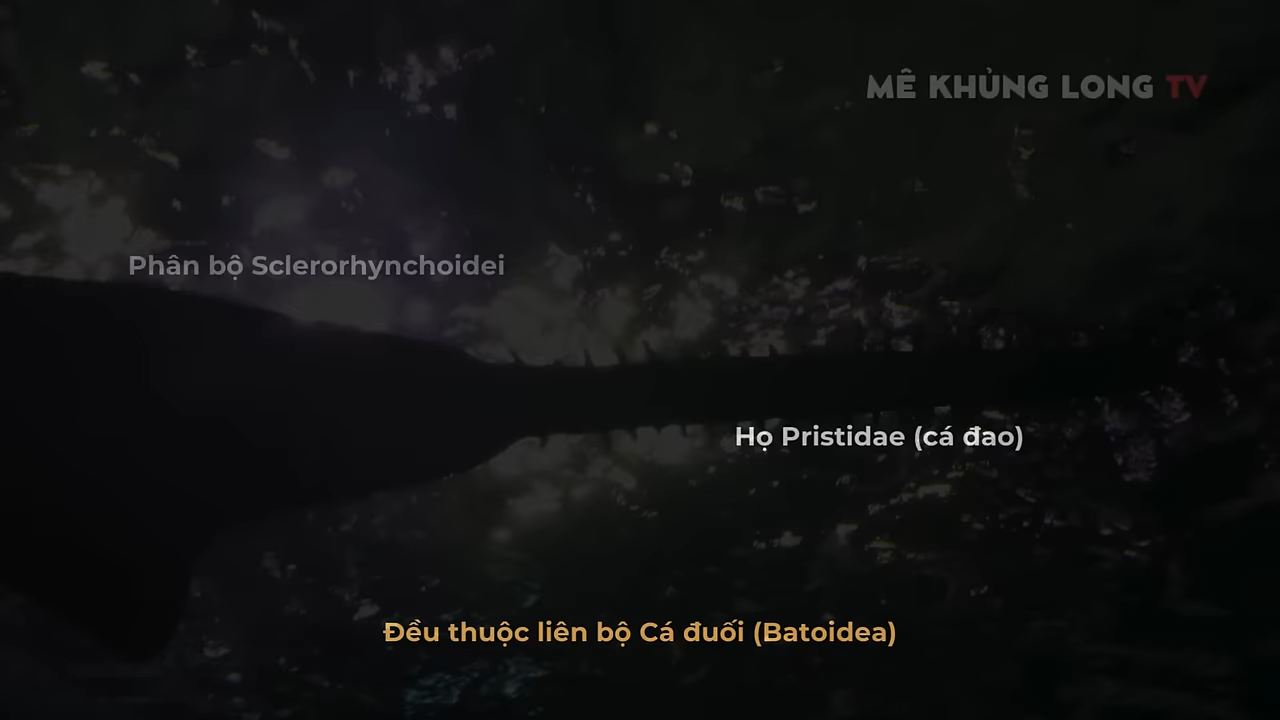 MÊ KHỦNG LONG TV
Phân bộ Sclerorhynchoidei
Họ Pristidae (cá đao)
Đều thuộc liên bộ Cá đuối (Batoidea)